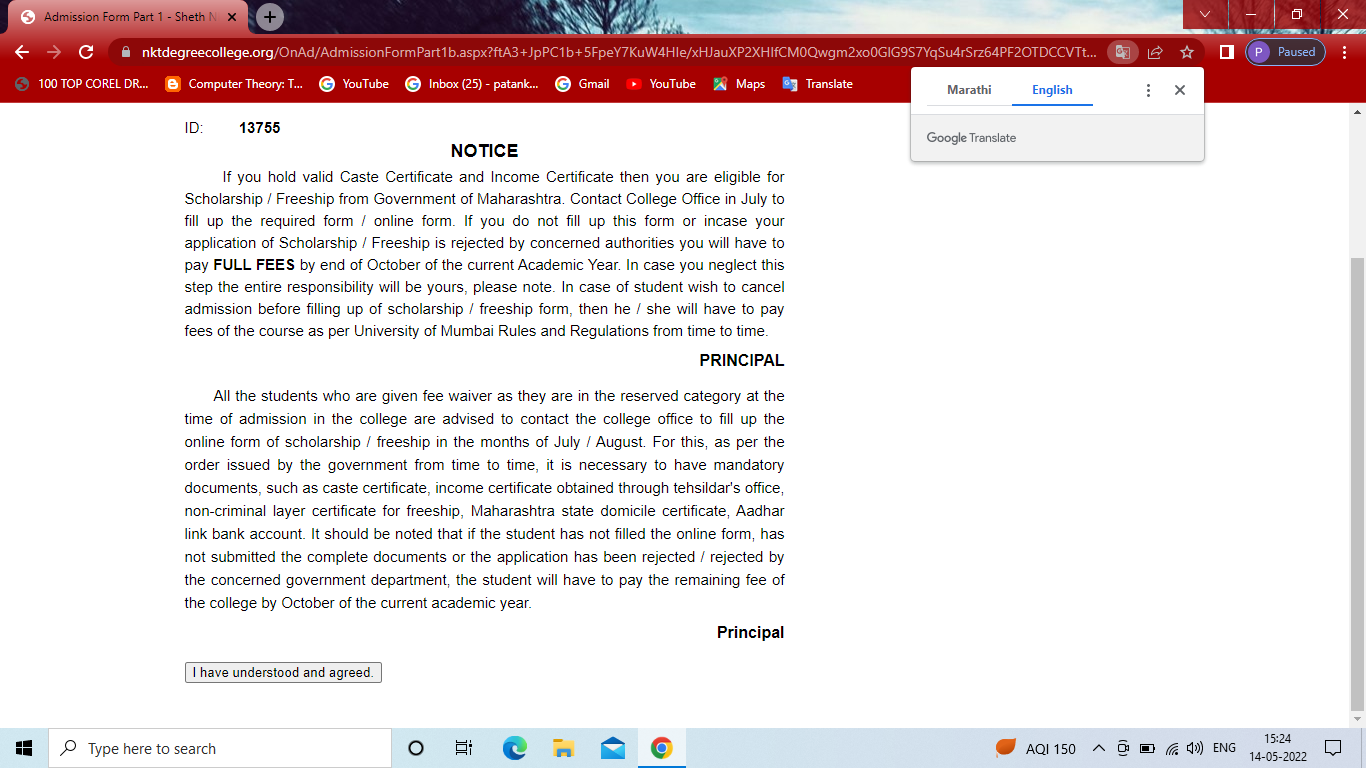 Admission Form Part 1 - Sheth N
nktdegreecollege.org/OnAd/AdmissionFormPart1b.aspx?ftA3+JpPC1b+5FpeY7KuW4HIe/xHJauXP2XHIfCM0Qwgm2xo0GlG9S7YqSu4rSrz64PF2OTDCCVTt...
Paused
P
100 TOP COREL DR...
Computer Theory: T...
YouTube
Inbox (25) - patank...
Gmail
YouTube
Maps
Translate
Marathi
English
Google Translate
ID: 13755
NOTICE
If you hold valid Caste Certificate and Income Certificate then you are eligible for
Scholarship / Freeship from Government of Maharashtra. Contact College Office in July to
fill up the required form / online form. If you do not fill up this form or incase your
application of Scholarship / Freeship is rejected by concerned authorities you will have to
pay FULL FEES by end of October of the current Academic Year. In case you neglect this
step the entire responsibility will be yours, please note. In case of student wish to cancel
admission before filling up of scholarship / freeship form, then he / she will have to pay
fees of the course as per University of Mumbai Rules and Regulations from time to time.
PRINCIPAL
All the students who are given fee waiver as they are in the reserved category at the
time of admission in the college are advised to contact the college office to fill up the
online form of scholarship / freeship in the months of July / August. For this, as per the
order issued by the government from time to time, it is necessary to have mandatory
documents, such as caste certificate, income certificate obtained through tehsildar's office,
non-criminal layer certificate for freeship, Maharashtra state domicile certificate, Aadhar
link bank account. It should be noted that if the student has not filled the online form, has
not submitted the complete documents or the application has been rejected / rejected by
the concerned government department, the student will have to pay the remaining fee of
the college by October of the current academic year.
Principal
I have understood and agreed.
Type here to search
AQI 150
ENG
15:24
14-05-2022